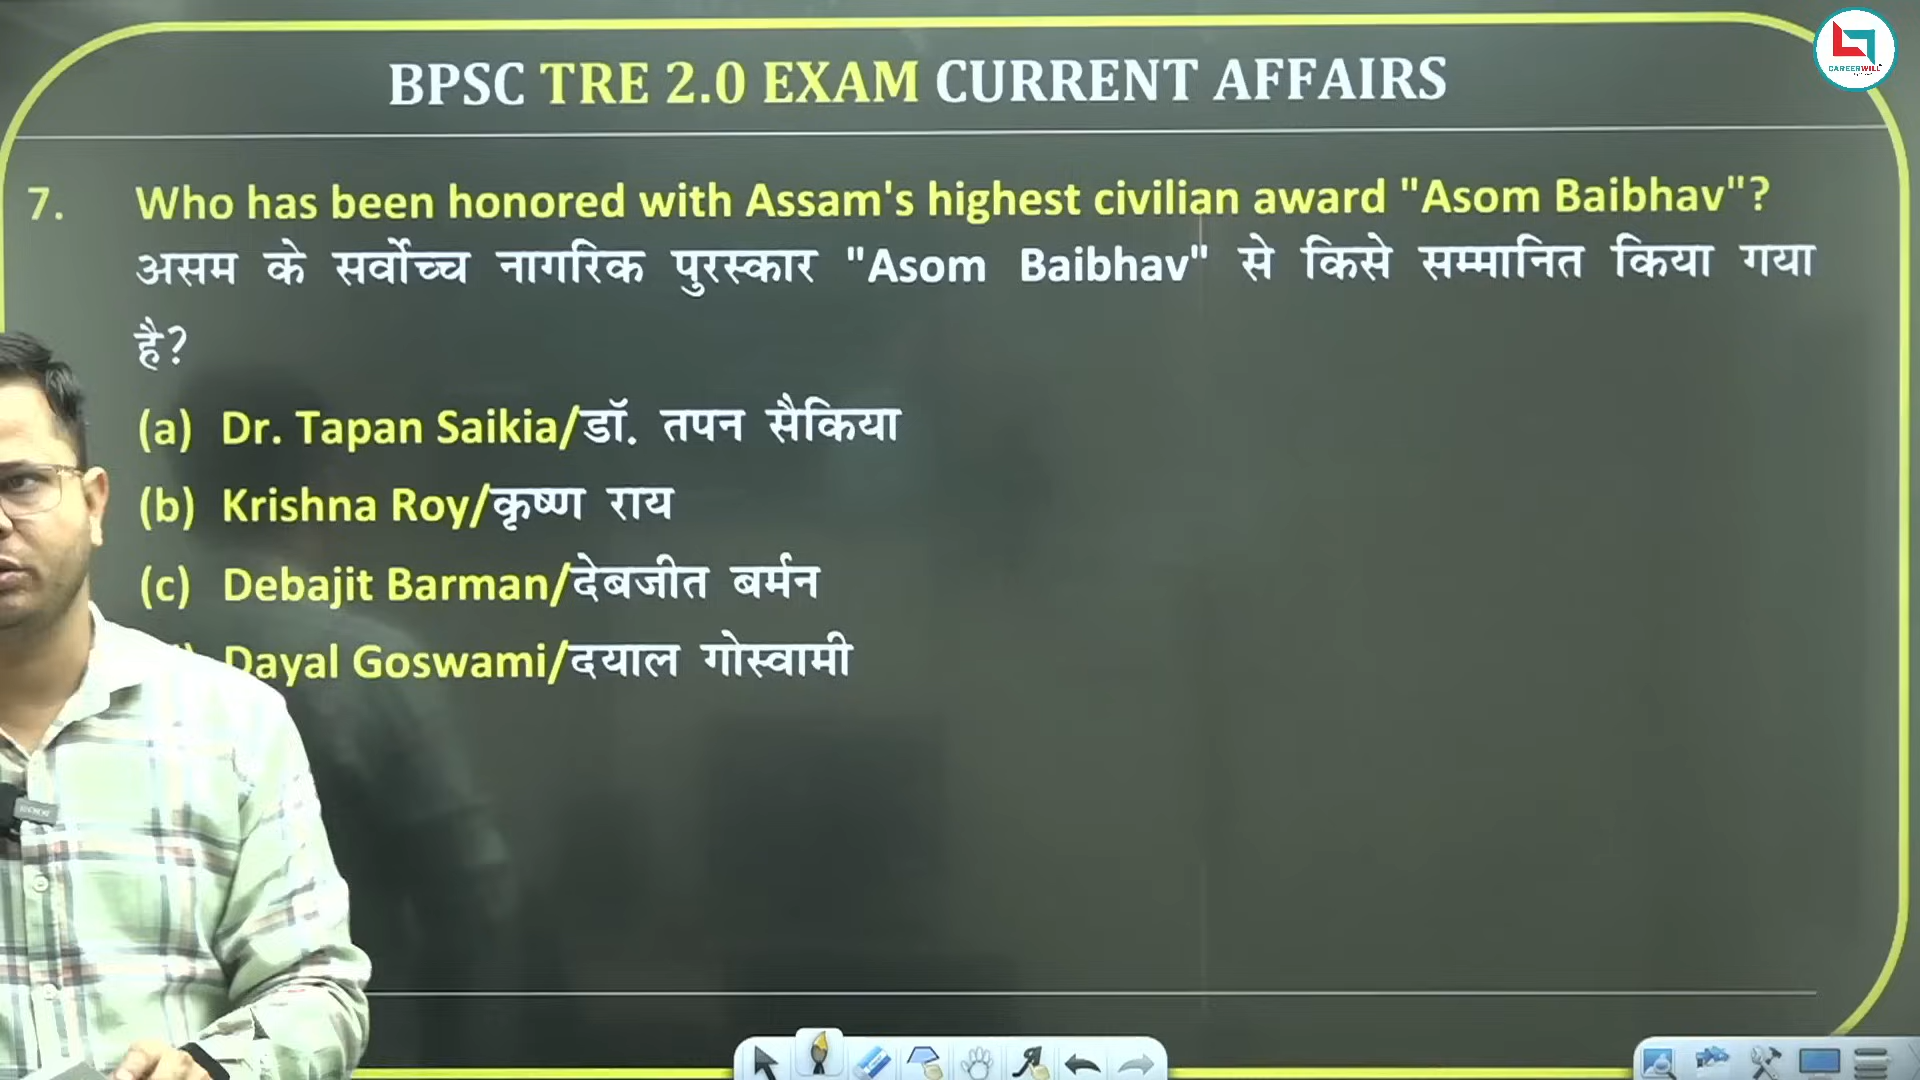 CAREERWILL
BPSC TRE 2.0 EXAM CURRENT AFFAIRS
7. Who has been honored with Assam's highest civilian award "Asom Baibhav"?
असम के सर्वोच्च नागरिक पुरस्कार "Asom Baibhav" से किसे सम्मानित किया गया
है?
(a) Dr. Tapan Saikia/डॉ. तपन सैकिया
(b) Krishna Roy/कृष्ण राय
(c) Debajit Barman/देबजीत बर्मन
Dayal Goswami/दयाल गोस्वामी